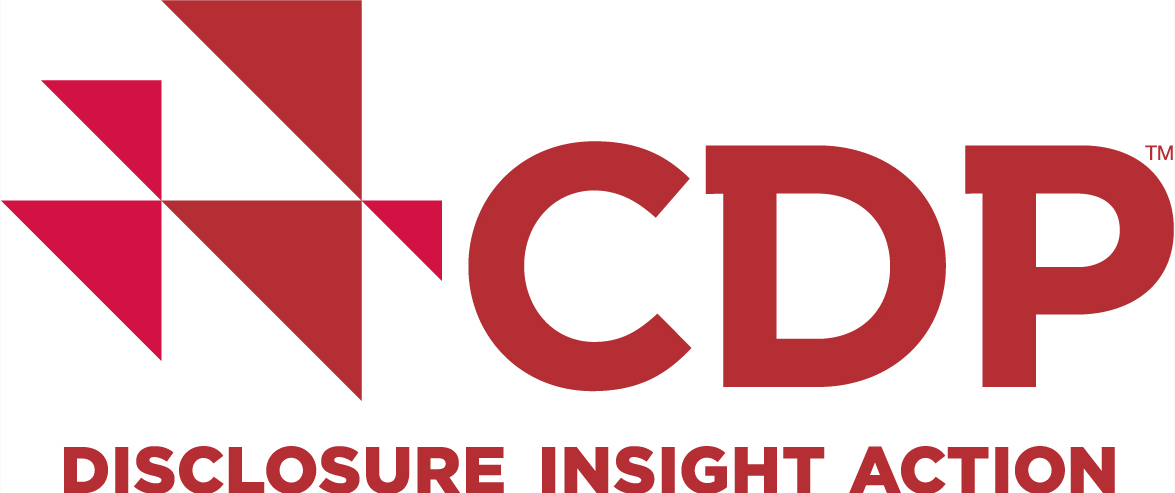 CDP™
DISCLOSURE INSIGHT ACTION